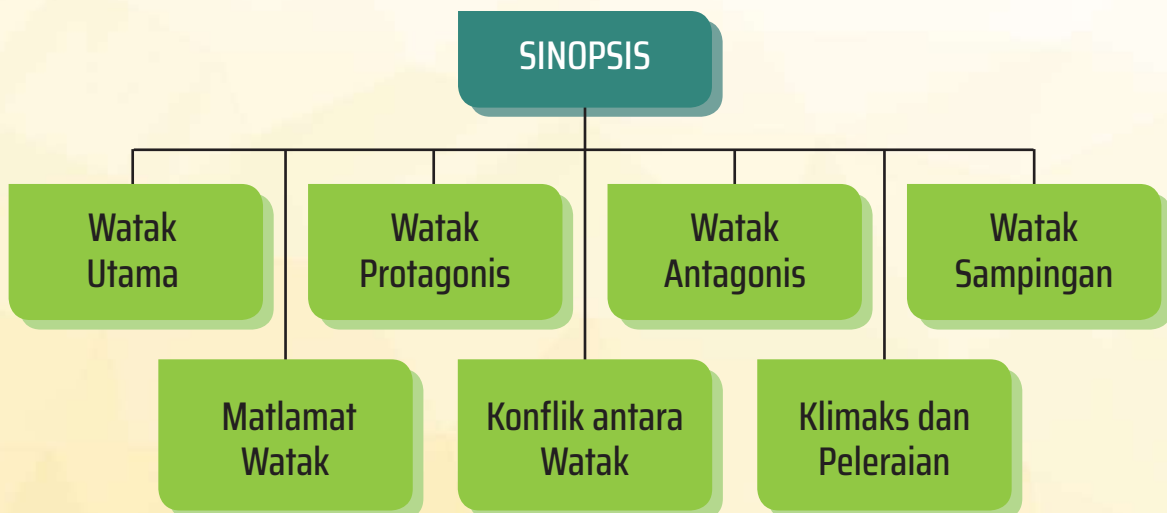 SINOPSIS
Watak
Utama
Watak
Protagonis
Watak
Antagonis
Watak
Sampingan
Matlamat
Watak
Konflik antara
Watak
Klimaks dan
Peleraian